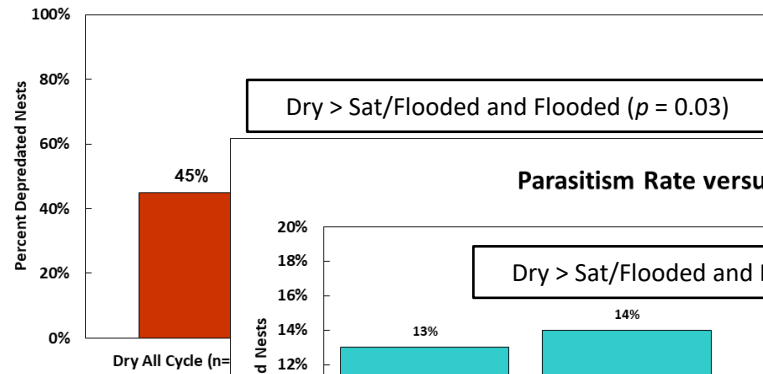 100%
80%
60%
40%
20%
0%
Percent Depredated Nests
Dry > Sat/Flooded and Flooded (p = 0.03)
45%
Dry All Cycle (n=
Parasitism Rate versu
20%
18%
16%
14%
12%
d Nests
Dry > Sat/Flooded and
13%
14%